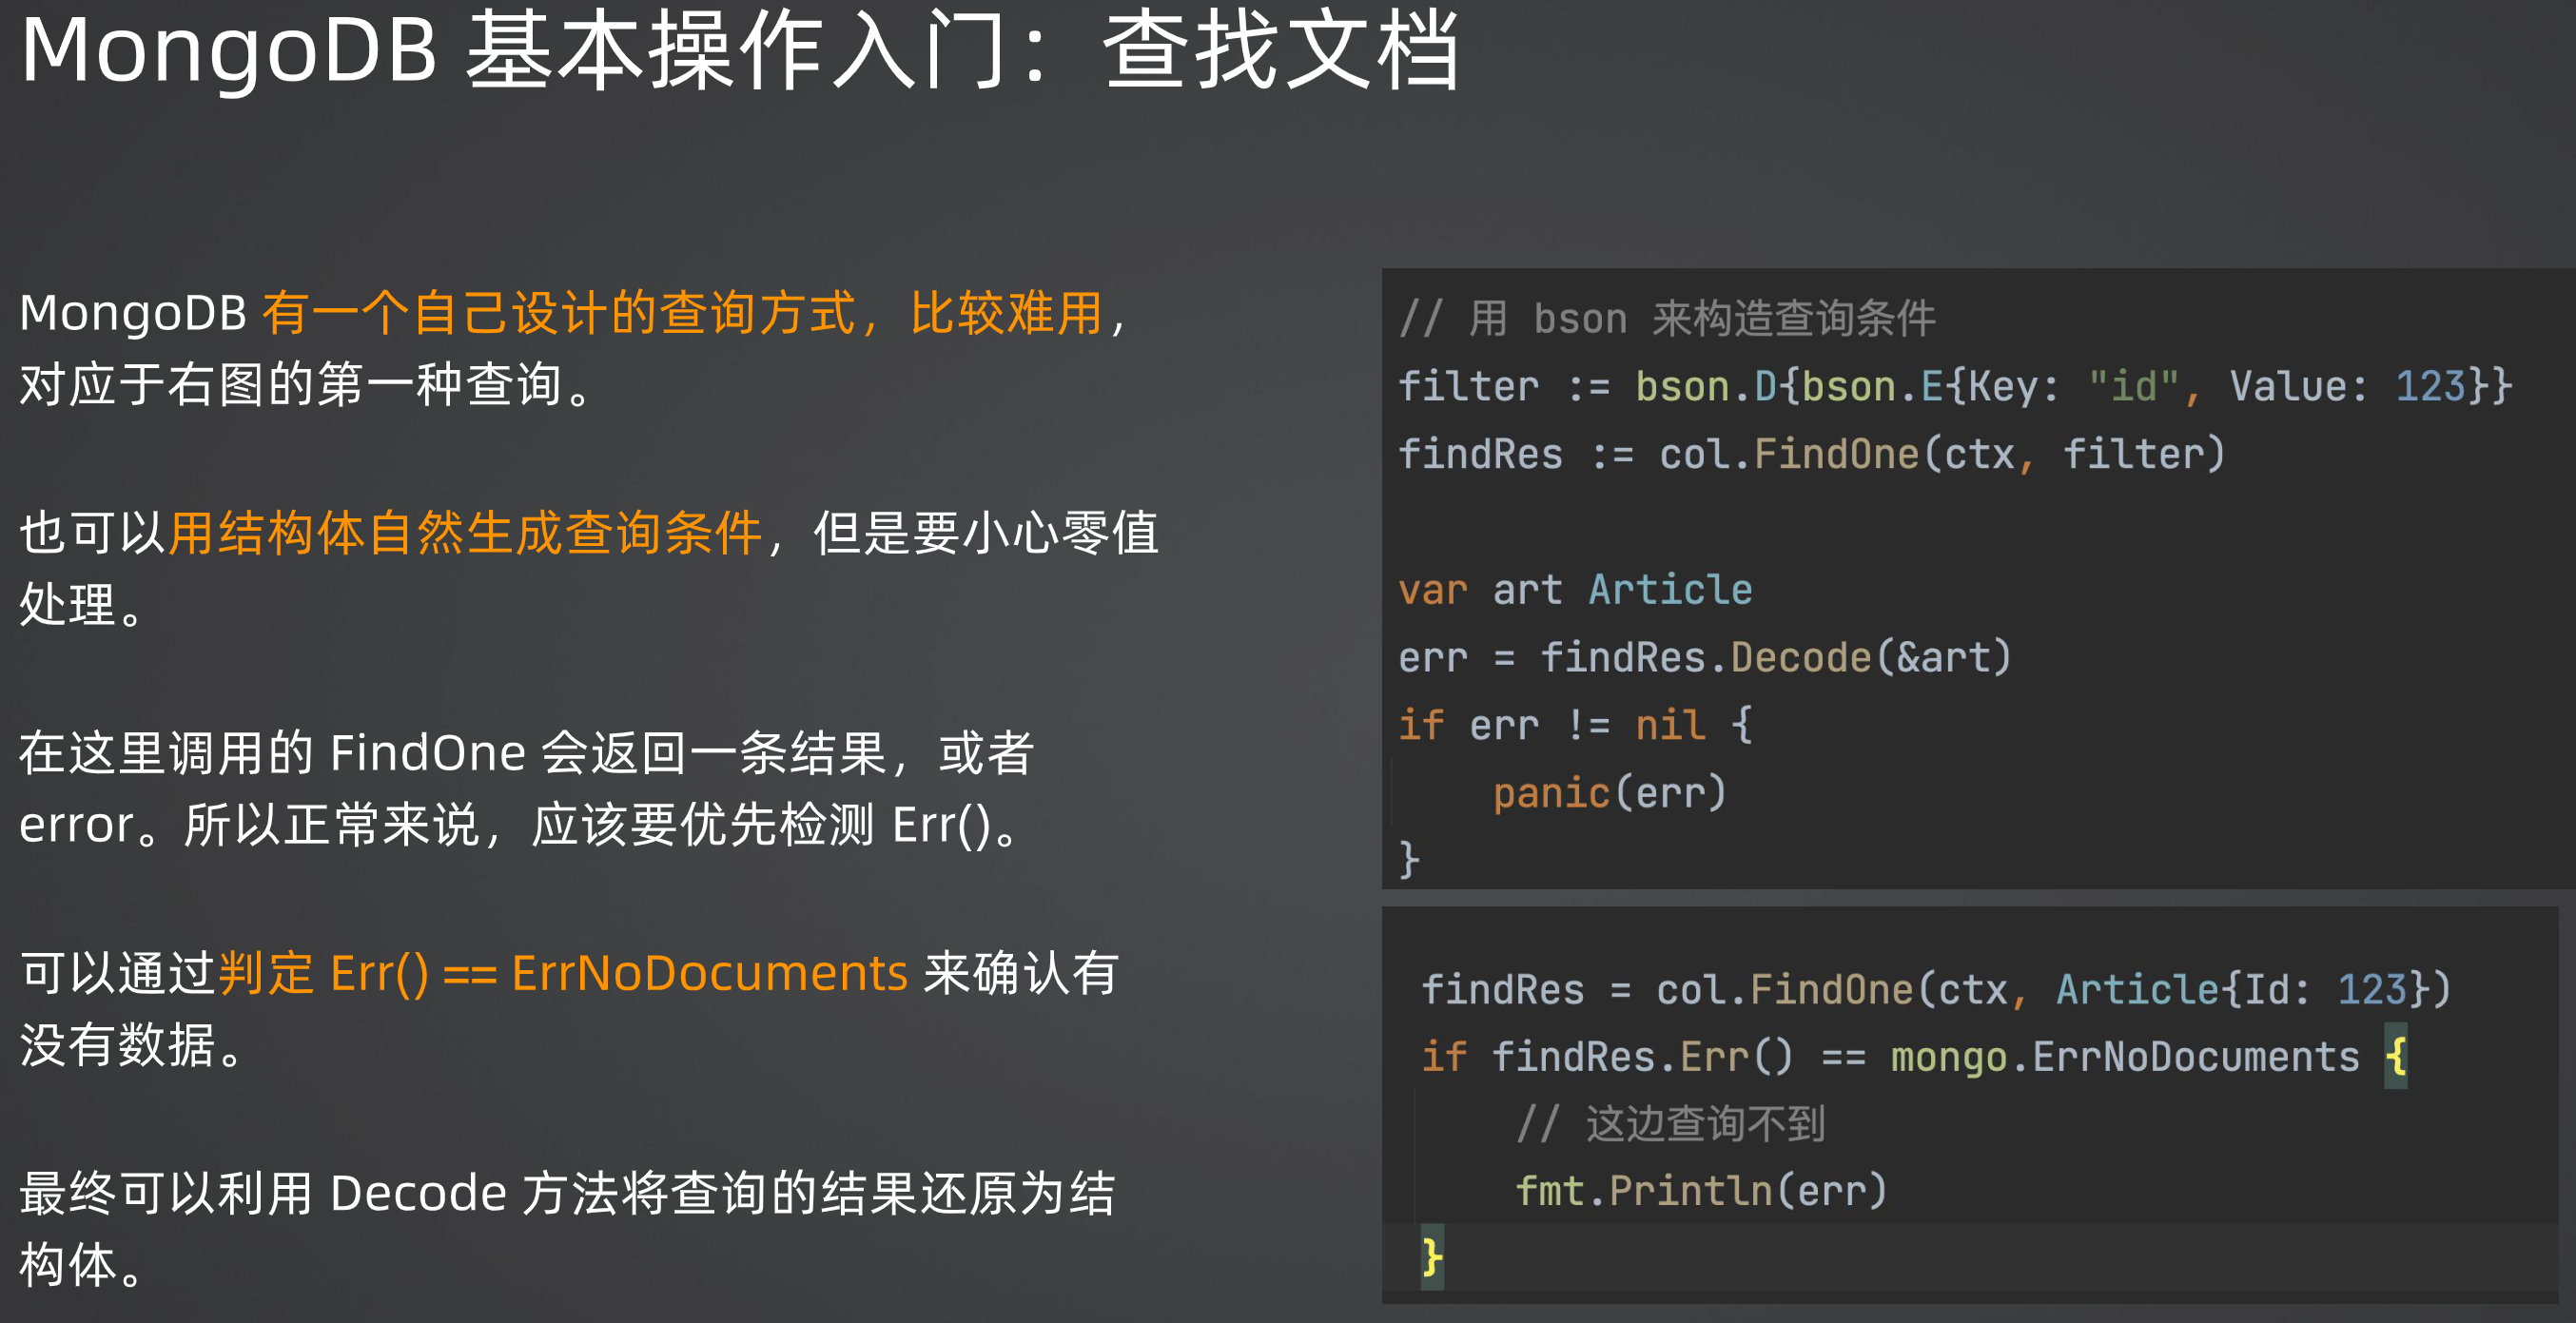 MongoDB 基本操作入门：查找文档
MongoDB 有一个自己设计的查询方式，比较难用，
对应于右图的第一种查询。
也可以用结构体自然生成查询条件，但是要小心零值
处理。
在这里调用的 FindOne 会返回一条结果，或者
error。所以正常来说，应该要优先检测 Err()。
可以通过判定 Err() == ErrNoDocuments 来确认有
没有数据。
最终可以利用 Decode 方法将查询的结果还原为结
构体。
// 用 bson 来构造查询条件
filter := bson.D{bson.E{Key: "id", Value: 123}}
findRes := col.FindOne(ctx, filter)
var art Article
err = findRes.Decode(&art)
if err != nil {
    panic(err)
}
findRes = col.FindOne(ctx, Article{Id: 123})
if findRes.Err() == mongo.ErrNoDocuments {
    // 这边查询不到
    fmt.Println(err)
}